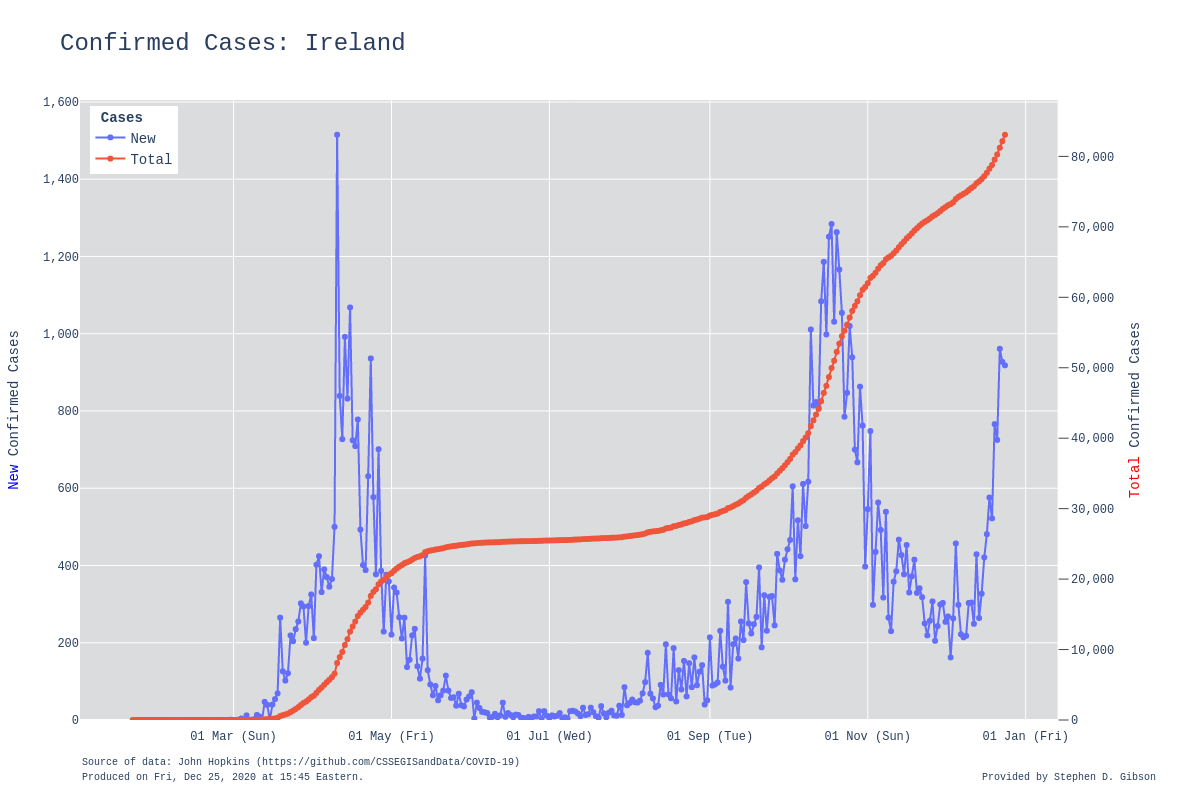 Confirmed Cases: Ireland
Cases
New
Total
1,600
1,400
1,200
1,000
800
600
400
200
0
New Confirmed Cases
80,000
70,000
60,000
50,000
40,000
30,000
20,000
10,000
0
Total Confirmed Cases
01 Mar (Sun)
01 May (Fri)
01 Jul (Wed)
01 Sep (Tue)
01 Nov (Sun)
01 Jan (Fri)
Source of data: John Hopkins (https://github.com/CSSEGISandData/COVID-19)
Produced on Fri, Dec 25, 2020 at 15:45 Eastern.
Provided by Stephen D. Gibson